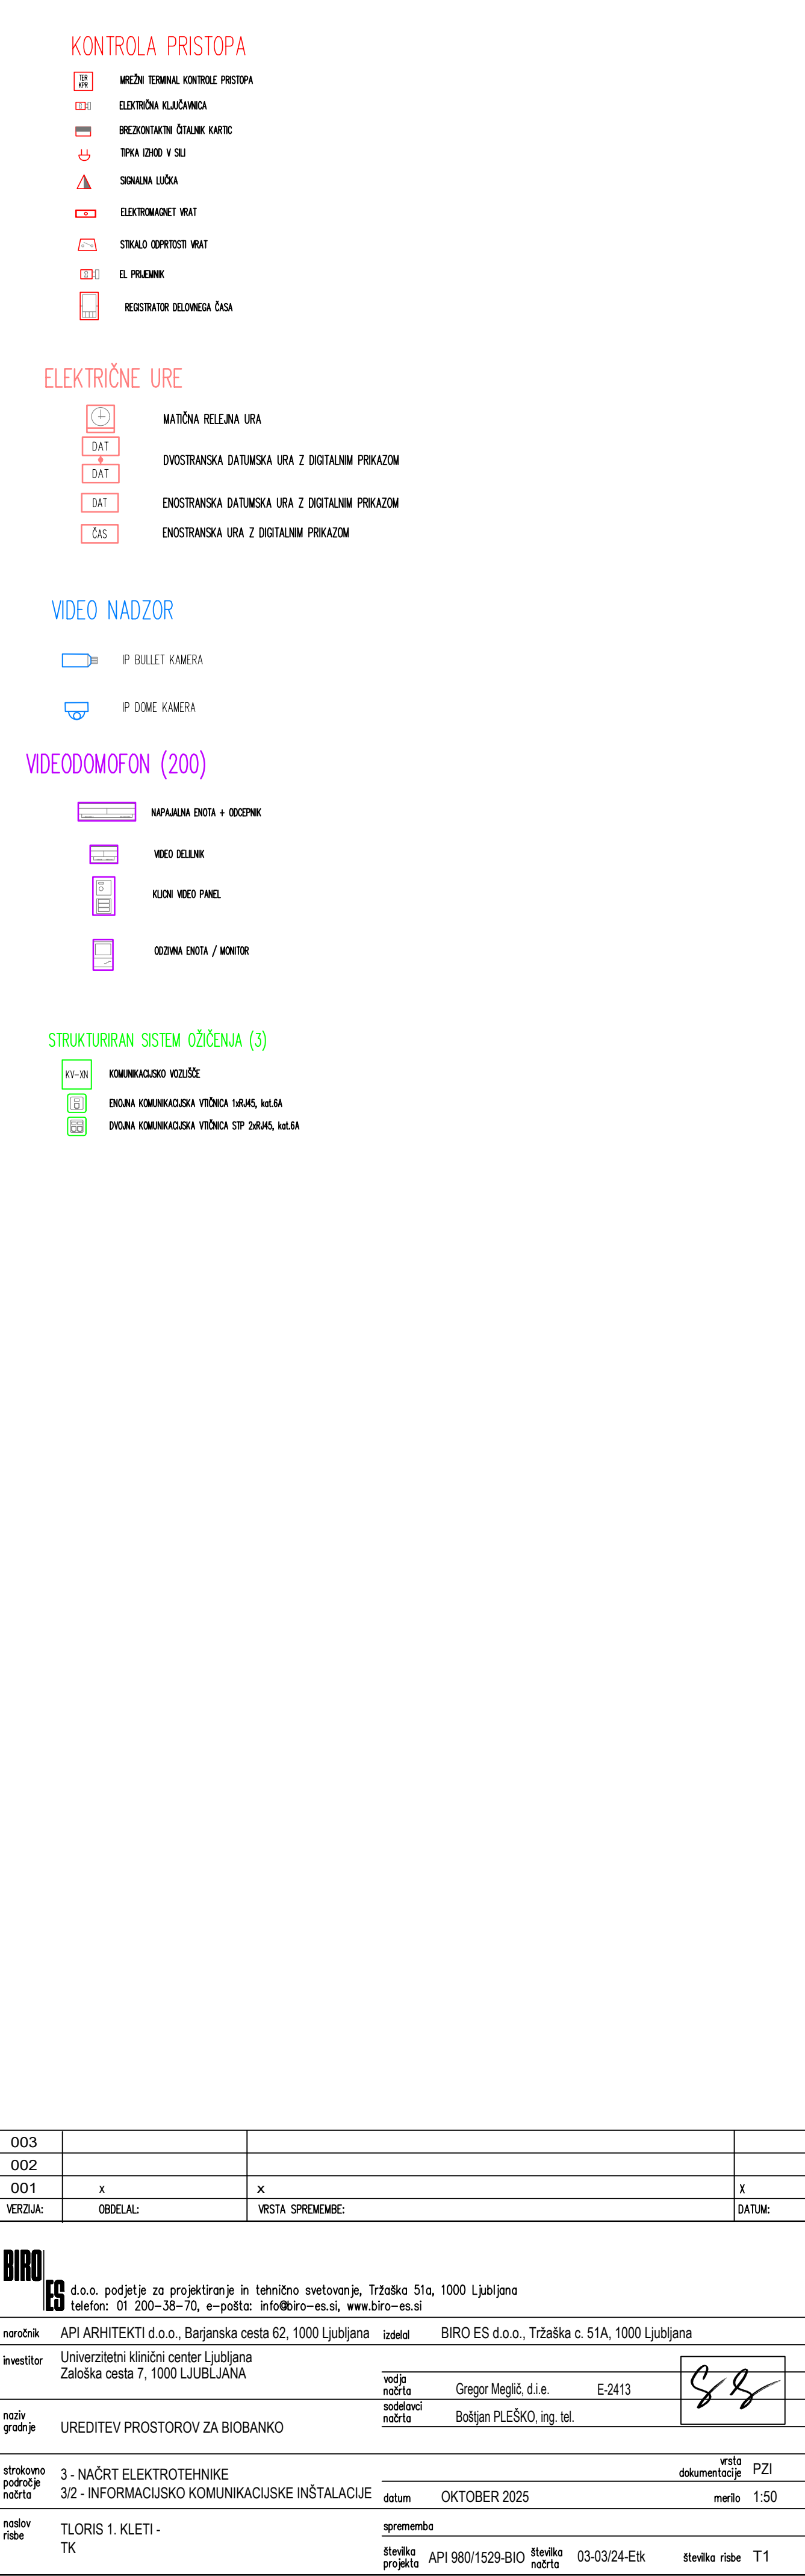 KONTROLA PRISTOPA
TER
KPR
MREŽNI TERMINAL KONTROLE PRISTOPA
ELEKTRIČNA KLJUČAVNICA
BREZKONTAKTNI ČITALNIK KARTIC
TIPKA IZHOD V SILI
SIGNALNA LUČKA
ELEKTROMAGNET VRAT
STIKALO ODPRTOSTI VRAT
EL PRIJEMNIK
REGISTRATOR DELOVNEGA ČASA
ELEKTRIČNE URE
MATIČNA RELEJNA URA
DAT
DAT
DVOSTRANSKA DATUMSKA URA Z DIGITALNIM PRIKAZOM
DAT
ENOSTRANSKA DATUMSKA URA Z DIGITALNIM PRIKAZOM
ČAS
ENOSTRANSKA URA Z DIGITALNIM PRIKAZOM
VIDEO NADZOR
IP BULLET KAMERA
IP DOME KAMERA
VIDEODOMOFON (200)
NAPAJALNA ENOTA + ODCEPNIK
VIDEO DELILNIK
KLICNI VIDEO PANEL
ODZIVNA ENOTA / MONITOR
STRUKTURIRAN SISTEM OŽIČENJA (3)
KV-XN
KOMUNIKACIJSKO VOZLIŠČE
ENOJNA KOMUNIKACIJSKA VTIČNICA 1xRJ45, kat.6A
DVOJNA KOMUNIKACIJSKA VTIČNICA STP 2xRJ45, kat.6A
003
002
001 x x X
VERZIJA: OBDELAL: VRSTA SPREMEMBE: DATUM:
BIRO
ES
d.o.o. podjetje za projektiranje in tehnično svetovanje, Tržaška 51a, 1000 Ljubljana
telefon: 01 200-38-70, e-pošta: info@biro-es.si, www.biro-es.si
naročnik API ARHITEKTI d.o.o., Barjanska cesta 62, 1000 Ljubljana
izdelal BIRO ES d.o.o., Tržaška c. 51A, 1000 Ljubljana
investitor Univerzitetni klinični center Ljubljana
Zaloška cesta 7, 1000 LJUBLJANA
vodja
načrta
Gregor Meglič, d.i.e. E-2413
sodelavci
načrta
Boštjan PLEŠKO, ing. tel.
naziv
gradnje
UREDITEV PROSTOROV ZA BIOBANKO
vrsta
dokumentacije
PZI
strokovno
področje
načrta
3 - NAČRT ELEKTROTEHNIKE
3/2 - INFORMACIJSKO KOMUNIKACIJSKE INŠTALACIJE
datum OKTOBER 2025 merilo 1:50
naslov
risbe
TLORIS 1. KLETI -
TK
sprememba
številka
projekta
API 980/1529-BIO
številka
načrta
03-03/24-Etk
številka risbe T1